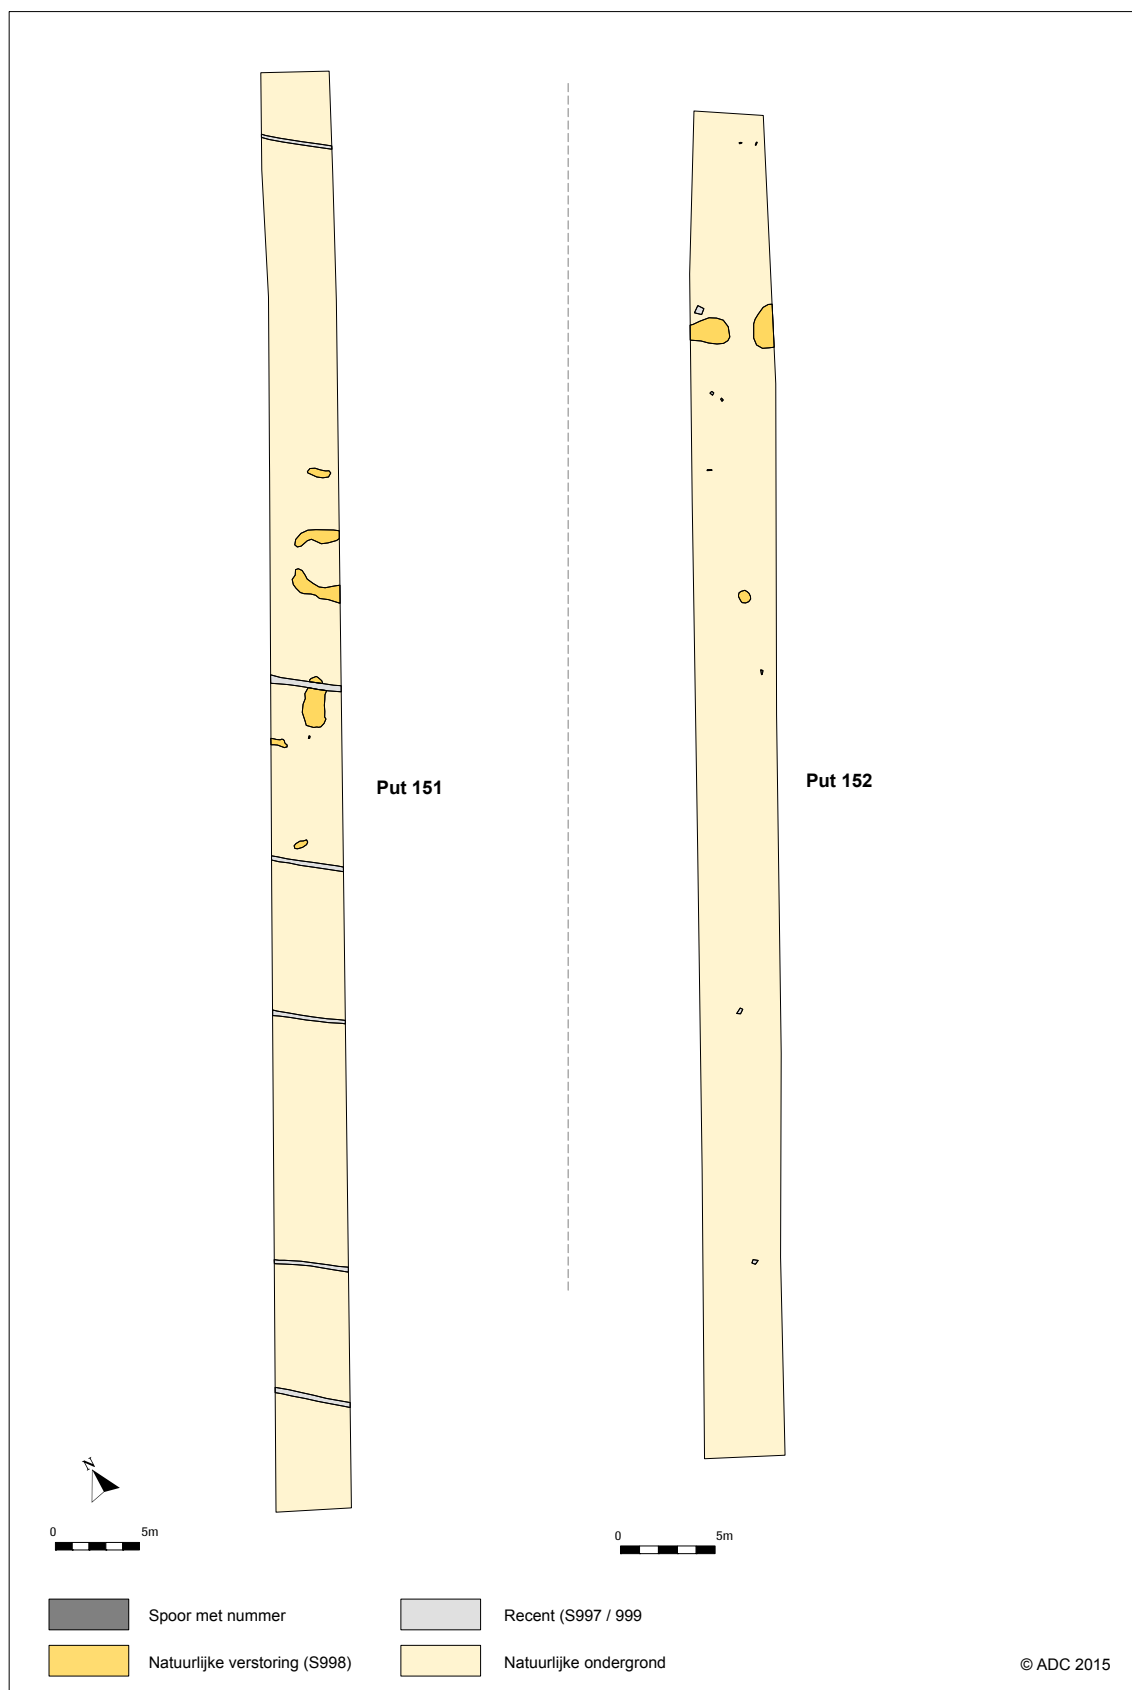 Put 151
Put 152
N
0 5m
0 5m
Spoor met nummer
Recent (S997 / 999
Natuurlijke verstoring (S998)
Natuurlijke ondergrond
© ADC 2015